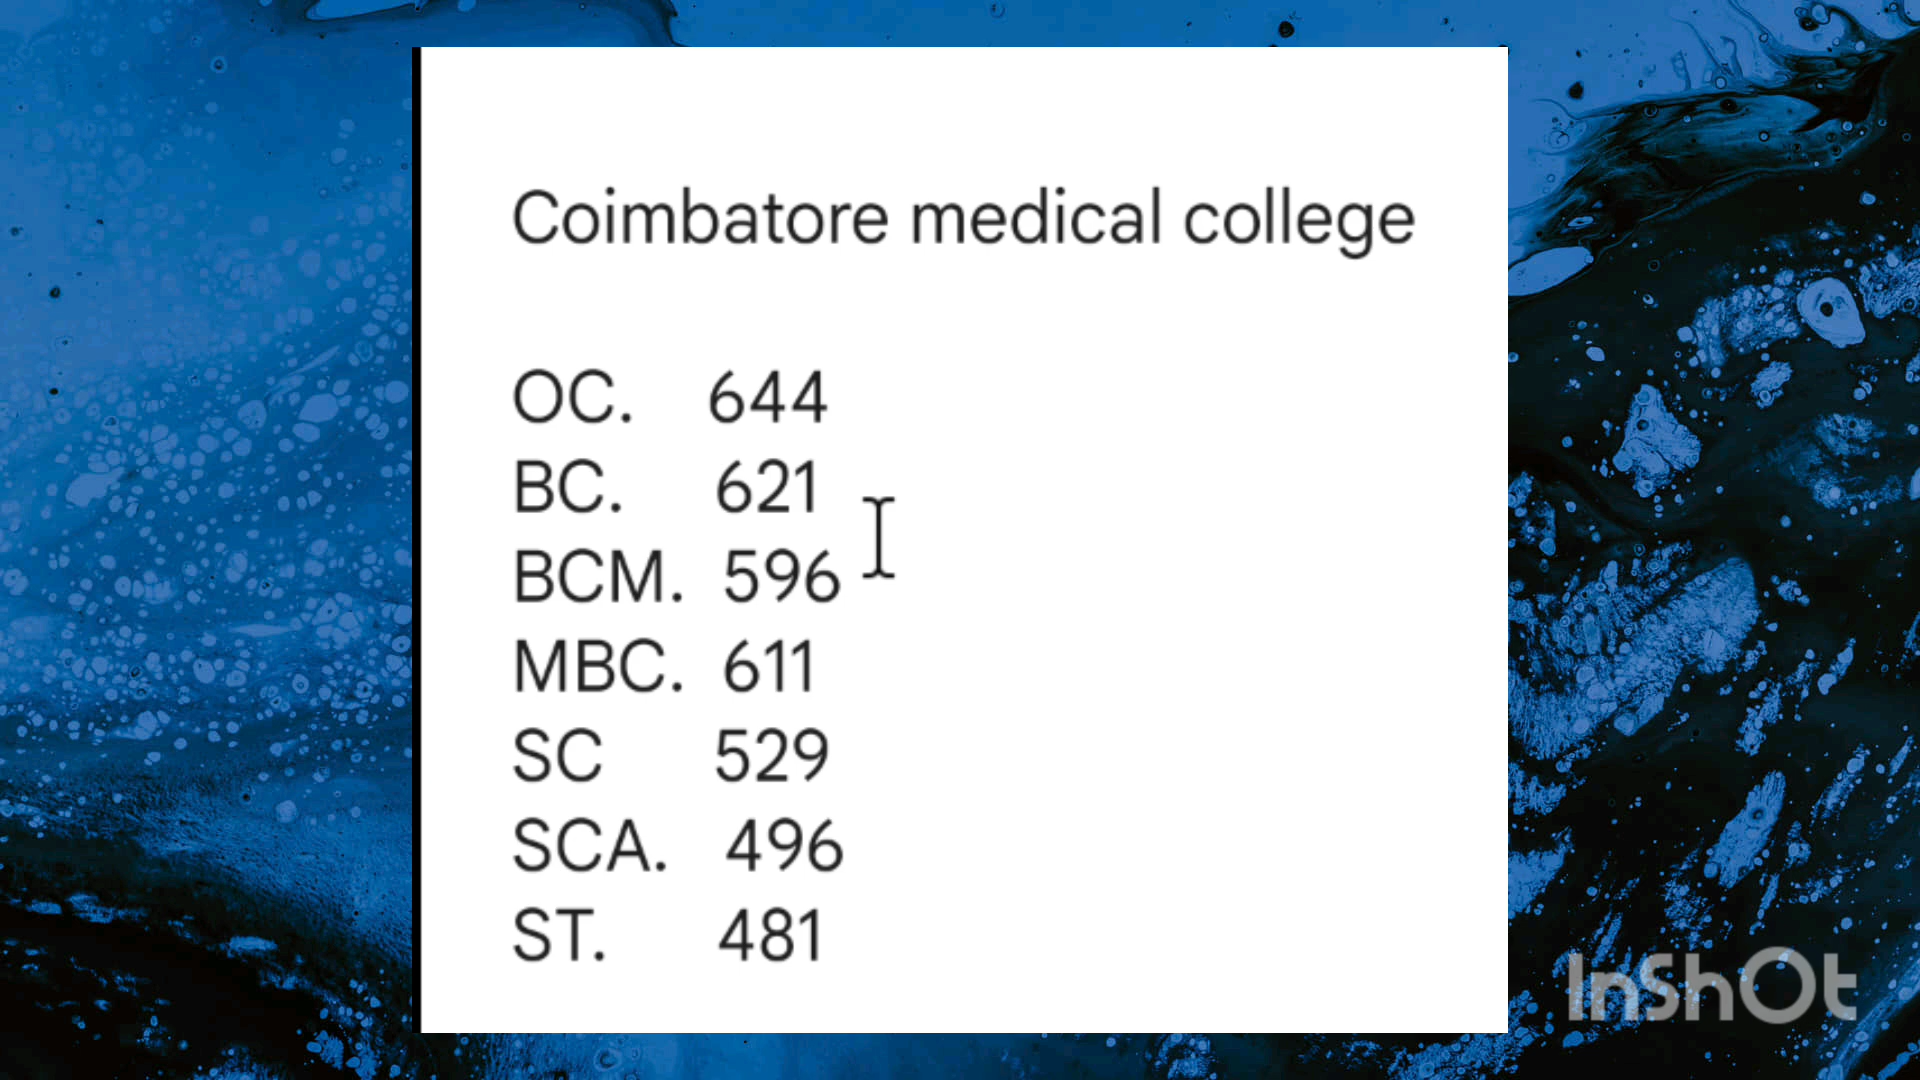 Coimbatore medical college
OC. 644
BC. 621
BCM. 596
MBC. 611
SC 529
SCA. 496
ST. 481
InShOt